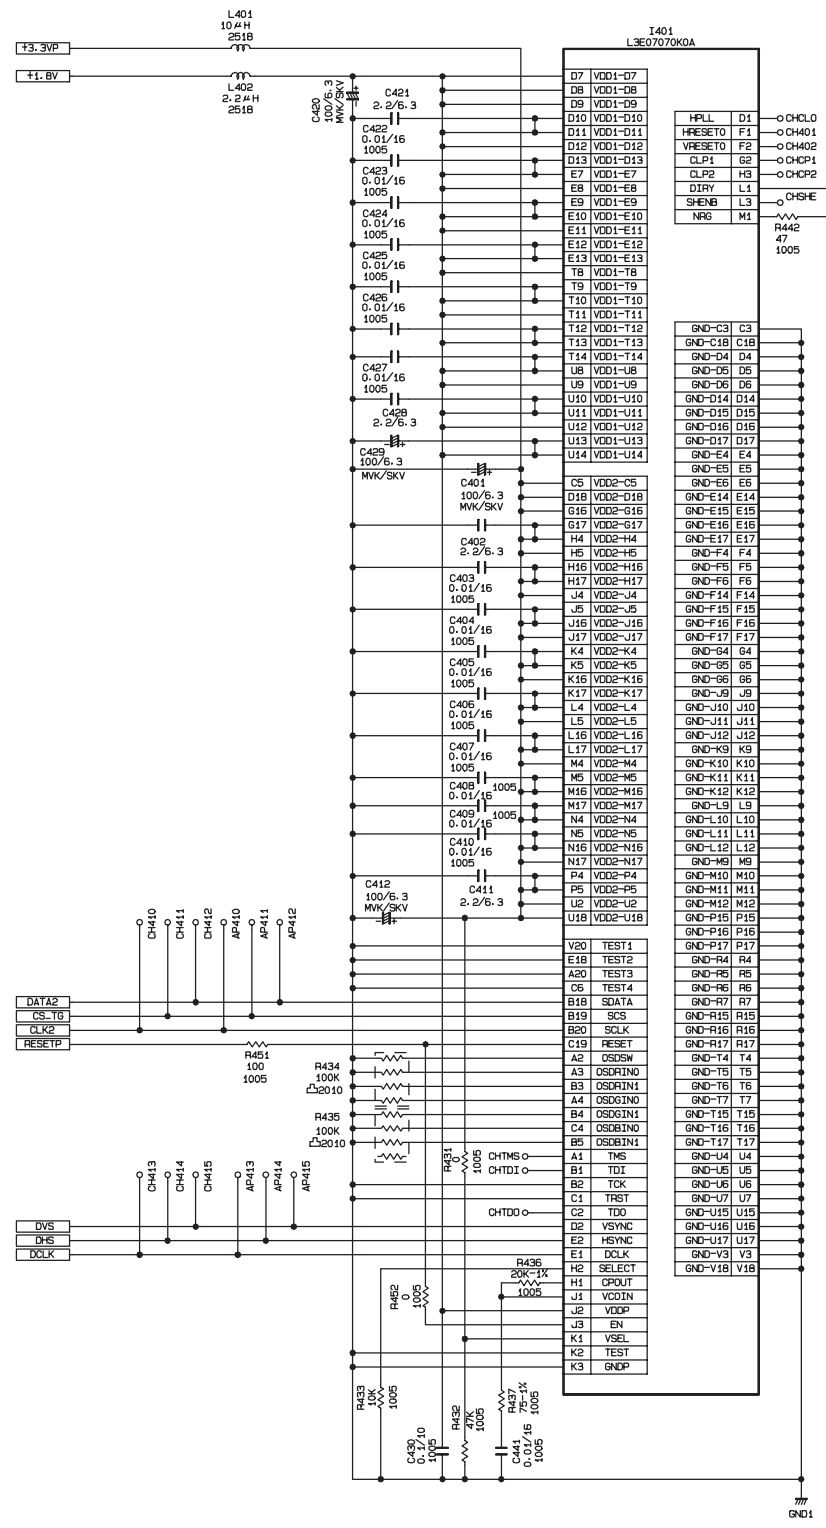 L401
10μH
2518
+3.3VP
+1.8V
L402
2.2μH
2518
C420
100/6.3
MVK/SKV
C421
2.2/6.3
C422
0.01/16
1005
C423
0.01/16
1005
C424
0.01/16
1005
C425
0.01/16
1005
C426
0.01/16
1005
C427
0.01/16
1005
C428
2.2/6.3
C429
100/6.3
MVK/SKV
C401
100/6.3
MVK/SKV
C402
2.2/6.3
C403
0.01/16
1005
C404
0.01/16
1005
C405
0.01/16
1005
C406
0.01/16
1005
C407
0.01/16
1005
C408
0.01/16
1005
C409
0.01/16
1005
C410
0.01/16
1005
C411
2.2/6.3
C412
100/6.3
MVK/SKV
I401
L3E07070K0A
D7 VDD1-D7
D8 VDD1-D8
D9 VDD1-D9
D10 VDD1-D10
D11 VDD1-D11
D12 VDD1-D12
D13 VDD1-D13
E7 VDD1-E7
E8 VDD1-E8
E9 VDD1-E9
E10 VDD1-E10
E11 VDD1-E11
E12 VDD1-E12
E13 VDD1-E13
T8 VDD1-T8
T9 VDD1-T9
T10 VDD1-T10
T11 VDD1-T11
T12 VDD1-T12
T13 VDD1-T13
T14 VDD1-T14
U8 VDD1-U8
U9 VDD1-U9
U10 VDD1-U10
U11 VDD1-U11
U12 VDD1-U12
U13 VDD1-U13
U14 VDD1-U14
C5 VDD2-C5
D18 VDD2-D18
G16 VDD2-G16
G17 VDD2-G17
H4 VDD2-H4
H5 VDD2-H5
H16 VDD2-H16
H17 VDD2-H17
J4 VDD2-J4
J5 VDD2-J5
J16 VDD2-J16
J17 VDD2-J17
K4 VDD2-K4
K5 VDD2-K5
K16 VDD2-K16
K17 VDD2-K17
L4 VDD2-L4
L5 VDD2-L5
L16 VDD2-L16
L17 VDD2-L17
M4 VDD2-M4
M5 VDD2-M5
M16 VDD2-M16
M17 VDD2-M17
N4 VDD2-N4
N5 VDD2-N5
N16 VDD2-N16
N17 VDD2-N17
P4 VDD2-P4
P5 VDD2-P5
U2 VDD2-U2
U18 VDD2-U18
V20 TEST1
E18 TEST2
A20 TEST3
C6 TEST4
B18 SDATA
B19 SCS
B20 SCLK
C19 RESET
A2 OSDSW
A3 OSDRIN0
B3 OSDRIN1
A4 OSDGIN0
B4 OSDGIN1
C4 OSDBIN0
B5 OSDBIN1
A1 TMS
B1 TDI
B2 TCK
C1 TRST
C2 TDO
D2 VSYNC
E2 HSYNC
E1 DCLK
H2 SELECT
H1 CPOUT
J1 VCOIN
J2 VDDP
J3 EN
K1 VSEL
K2 TEST
K3 GNDP
HPLL D1 CHCLO
HRESETO F1 CH401
VRESETO F2 CH402
CLP1 G2 CHCP1
CLP2 H3 CHCP2
DIRY L1
SHENB L3 CHSHE
NRG M1
R442
47
1005
GND-C3 C3
GND-C18 C18
GND-D4 D4
GND-D5 D5
GND-D6 D6
GND-D14 D14
GND-D15 D15
GND-D16 D16
GND-D17 D17
GND-E4 E4
GND-E5 E5
GND-E6 E6
GND-E14 E14
GND-E15 E15
GND-E16 E16
GND-E17 E17
GND-F4 F4
GND-F5 F5
GND-F6 F6
GND-F14 F14
GND-F15 F15
GND-F16 F16
GND-F17 F17
GND-G4 G4
GND-G5 G5
GND-G6 G6
GND-J9 J9
GND-J10 J10
GND-J11 J11
GND-J12 J12
GND-K9 K9
GND-K10 K10
GND-K11 K11
GND-K12 K12
GND-L9 L9
GND-L10 L10
GND-L11 L11
GND-L12 L12
GND-M9 M9
GND-M10 M10
GND-M11 M11
GND-M12 M12
GND-P15 P15
GND-P16 P16
GND-P17 P17
GND-R4 R4
GND-R5 R5
GND-R6 R6
GND-R7 R7
GND-R15 R15
GND-R16 R16
GND-R17 R17
GND-T4 T4
GND-T5 T5
GND-T6 T6
GND-T7 T7
GND-T15 T15
GND-T16 T16
GND-T17 T17
GND-U4 U4
GND-U5 U5
GND-U6 U6
GND-U7 U7
GND-U15 U15
GND-U16 U16
GND-U17 U17
GND-V3 V3
GND-V18 V18
CH410
CH411
CH412
AP410
AP411
AP412
DATA2
CS_TG
CLK2
RESETP
R451
100
1005
R434
100K
2010
R435
100K
2010
R431
0
1005
CHTMS
CHTDI
CHTDO
CH413
CH414
CH415
AP413
AP414
AP415
DVS
DHS
DCLK
R452
0
1005
R436
20K-1%
1005
R433
10K
1005
C430
0.1/10
1005
R432
47K
1005
R437
75-1%
1005
C441
0.01/16
1005
GND1